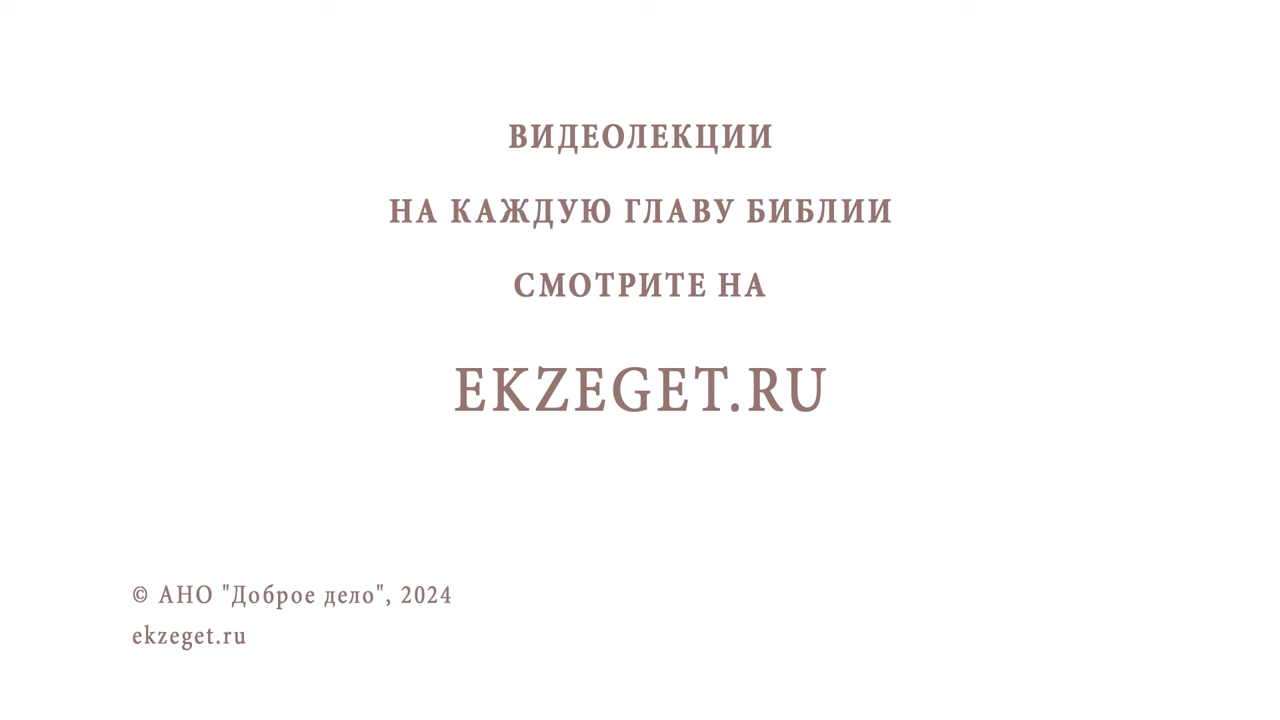 ВИДЕОЛЕКЦИИ
НА КАЖДУЮ ГЛАВУ БИБЛИИ
СМОТРИТЕ НА
EKZEGET.RU
© АНО "Доброе дело", 2024
ekzeget.ru